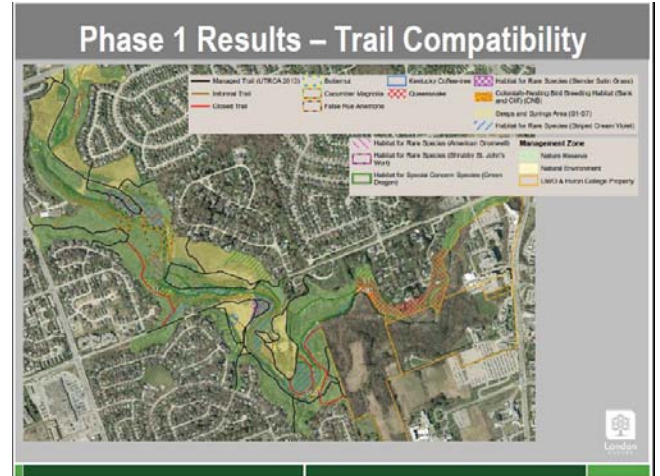 Phase 1 Results – Trail Compatibility
Managed Trail (UTRCA 2012)
Informal Trail
Closed Trail
Butternut
Cucumber Magnolia
False Rue Anemone
Kentucky Coffee-tree
Queensnake
Habitat for Rare Species (Slender Satin Grass)
Colonially-Nesting Bird Breeding Habitat (Bank
and Cliff) (CNB)
Seeps and Springs Area (S1-S7)
Habitat for Rare Species (Striped Cream Violet)
Habitat for Rare Species (American Gromwell)
Habitat for Rare Species (Shrubby St. John's
Wort)
Habitat for Special Concern Species (Green
Dragon)
Management Zone
Nature Reserve
Natural Environment
UWO & Huron College Property
London
CANADA